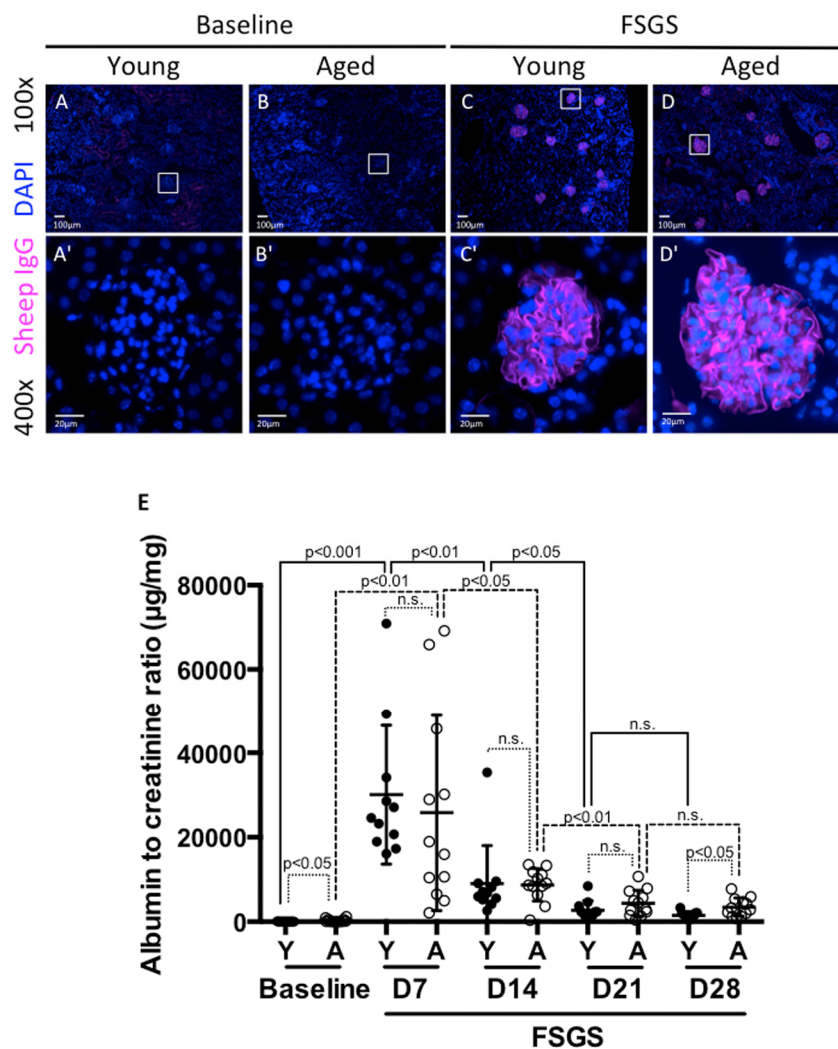 Baseline FSGS
Young Aged Young Aged
100x
400x
Sheep IgG DAPI
A B C D
100µm 100µm 100µm 100µm
A' B' C' D'
20µm 20µm 20µm 20µm
E
Albumin to creatinine ratio (µg/mg)
p<0.001 p<0.01 p<0.05
80000
p<0.01 p<0.05
n.s.
60000
n.s.
n.s.
40000
20000
p<0.01 n.s.
p<0.05 n.s. p<0.05
0
Y A Y A Y A Y A Y A
Baseline D7 D14 D21 D28
FSGS